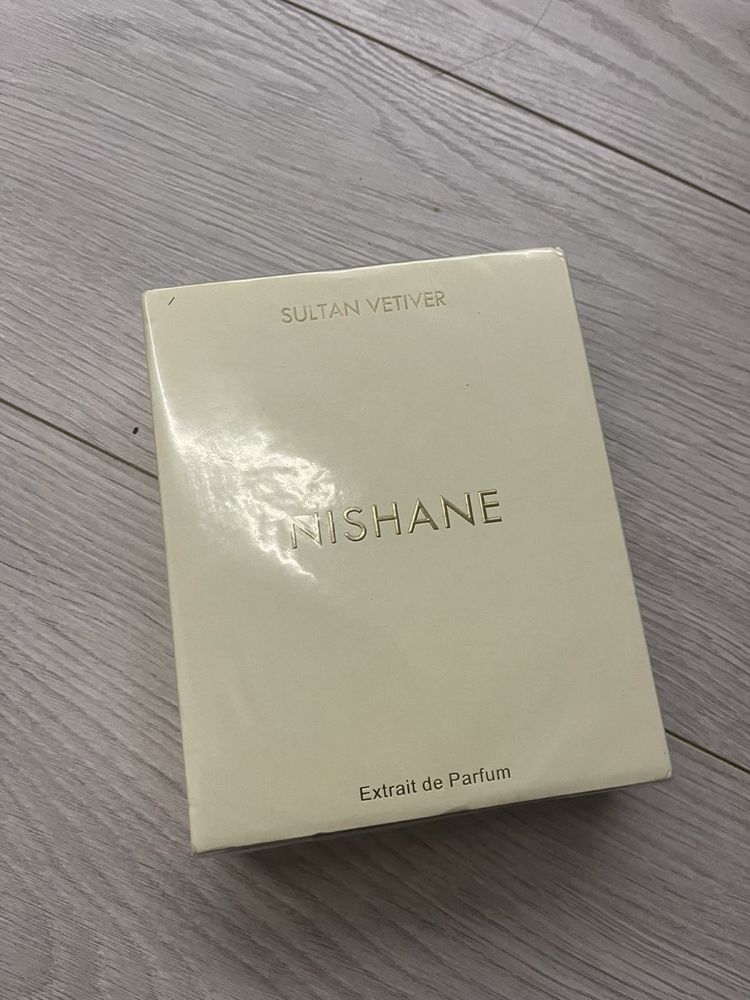 SULTAN VETIVER
NISHANE
Extrait de Parfum